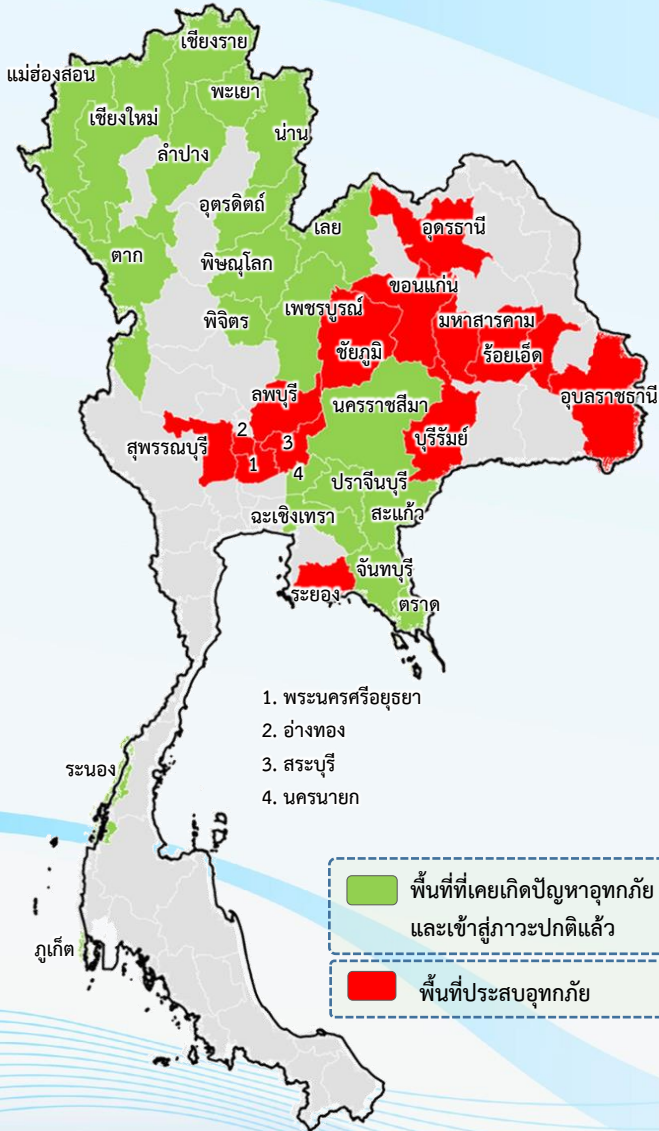 เชียงราย
แม่ฮ่องสอน
พะเยา
เชียงใหม่
น่าน
ลำปาง
อุตรดิตถ์
เลย
อุดรธานี
ตาก
พิษณุโลก
ขอนแก่น
เพชรบูรณ์
พิจิตร
มหาสารคาม
ชัยภูมิ
ร้อยเอ็ด
ลพบุรี
อุบลราชธานี
นครราชสีมา
2
สุพรรณบุรี
3
บุรีรัมย์
1
4
ปราจีนบุรี
ฉะเชิงเทรา
สะแก้ว
จันทบุรี
ระยอง
ตราด
1. พระนครศรีอยุธยา
2. อ่างทอง
3. สระบุรี
4. นครนายก
ระนอง
ภูเก็ต
พื้นที่ที่เคยเกิดปัญหาอุทกภัย
และเข้าสู่ภาวะปกติแล้ว
พื้นที่ประสบอุทกภัย